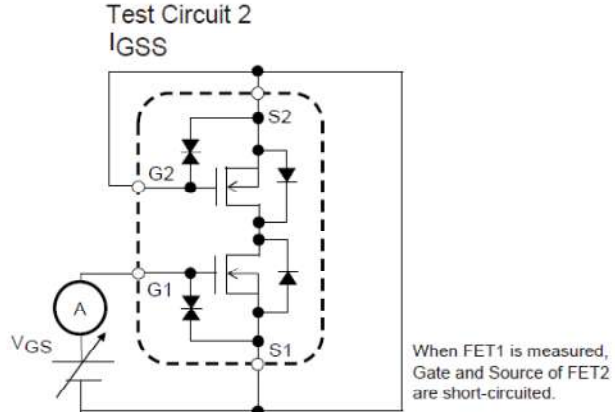 Test Circuit 2
IGSS
S2
G2
G1
A
VGS
S1
When FET1 is measured,
Gate and Source of FET2
are short-circuited.